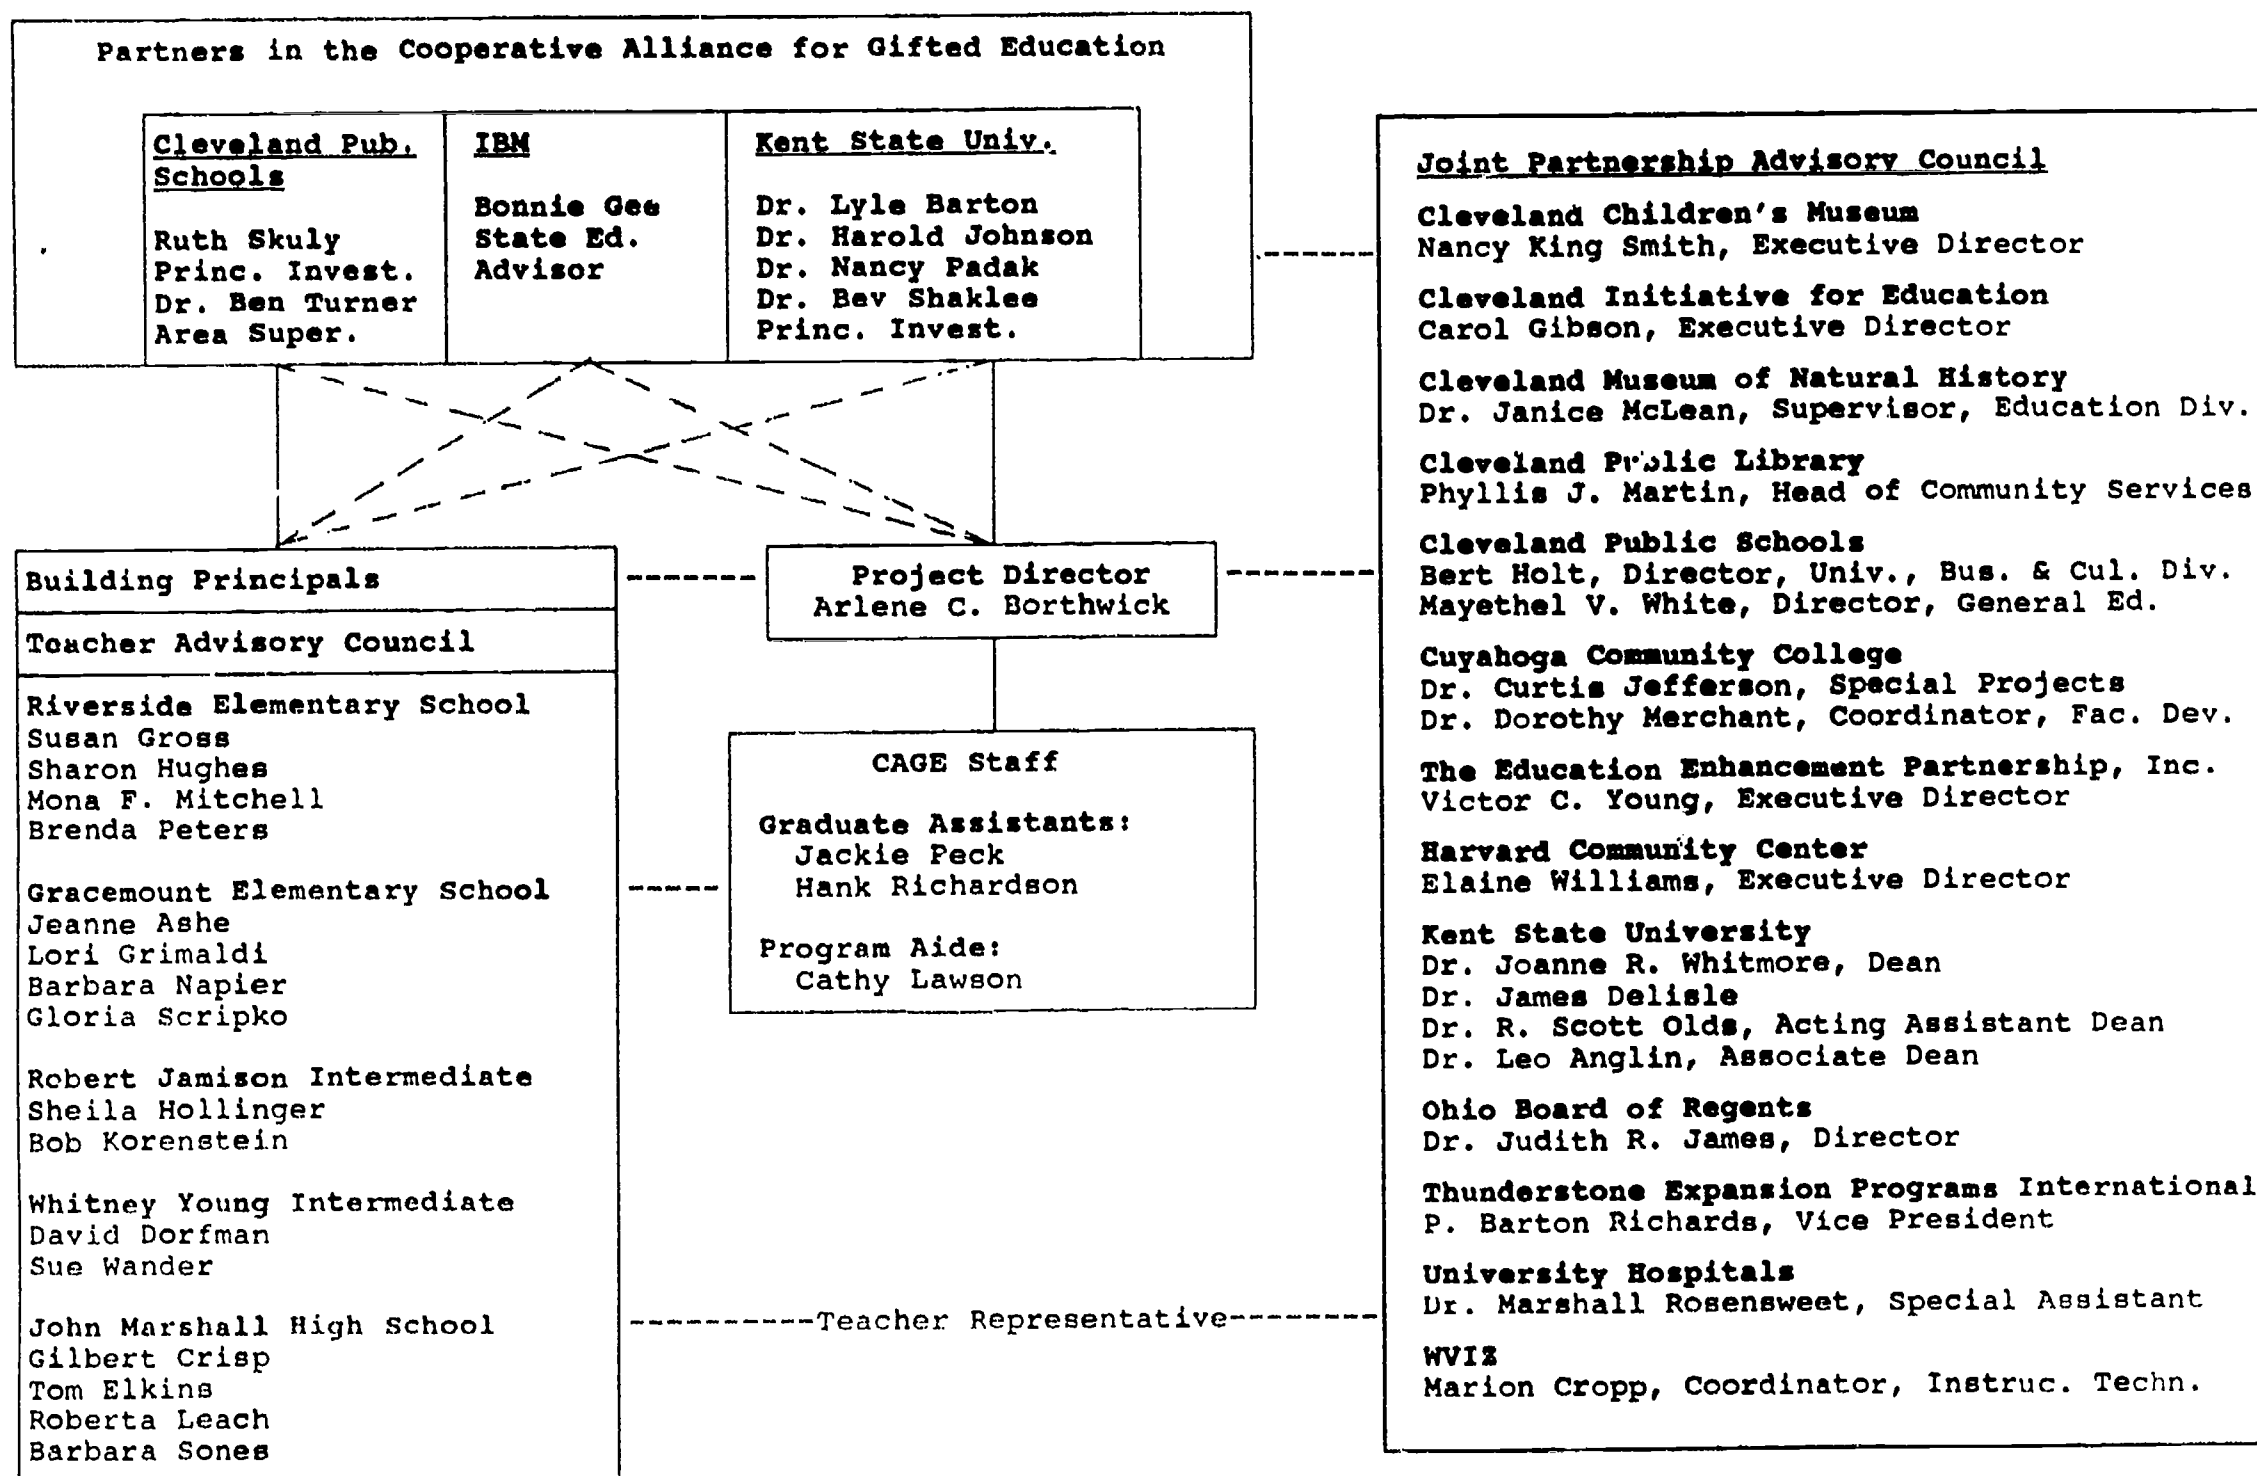 Partners in the Cooperative Alliance for Gifted Education
Cleveland Pub.
Schools
Ruth Skuly
Princ. Invest.
Dr. Ben Turner
Area Super.
IBM
Bonnie Gee
State Ed.
Advisor
Kent State Univ.
Dr. Lyle Barton
Dr. Harold Johnson
Dr. Nancy Padak
Dr. Bev Shaklee
Princ. Invest.
Building Principals
Teacher Advisory Council
Riverside Elementary School
Susan Gross
Sharon Hughes
Mona F. Mitchell
Brenda Peters
Gracemount Elementary School
Jeanne Ashe
Lori Grimaldi
Barbara Napier
Gloria Scripko
Robert Jamison Intermediate
Sheila Hollinger
Bob Korenstein
Whitney Young Intermediate
David Dorfman
Sue Wander
John Marshall High School
Gilbert Crisp
Tom Elkins
Roberta Leach
Barbara Sones
Project Director
Arlene C. Borthwick
CAGE Staff
Graduate Assistants:
Jackie Peck
Hank Richardson
Program Aide:
Cathy Lawson
Teacher Representative
Joint Partnership Advisory Council
Cleveland Children's Museum
Nancy King Smith, Executive Director
Cleveland Initiative for Education
Carol Gibson, Executive Director
Cleveland Museum of Natural History
Dr. Janice McLean, Supervisor, Education Div.
Cleveland Public Library
Phyllis J. Martin, Head of Community Services
Cleveland Public Schools
Bert Holt, Director, Univ., Bus. & Cul. Div.
Mayethel V. White, Director, General Ed.
Cuyahoga Community College
Dr. Curtis Jefferson, Special Projects
Dr. Dorothy Merchant, Coordinator, Fac. Dev.
The Education Enhancement Partnership, Inc.
Victor C. Young, Executive Director
Harvard Community Center
Elaine Williams, Executive Director
Kent State University
Dr. Joanne R. Whitmore, Dean
Dr. James Delisle
Dr. R. Scott Olds, Acting Assistant Dean
Dr. Leo Anglin, Associate Dean
Ohio Board of Regents
Dr. Judith R. James, Director
Thunderstone Expansion Programs International
P. Barton Richards, Vice President
University Hospitals
Dr. Marshall Rosensweet, Special Assistant
WVIZ
Marion Cropp, Coordinator, Instruc. Techn.